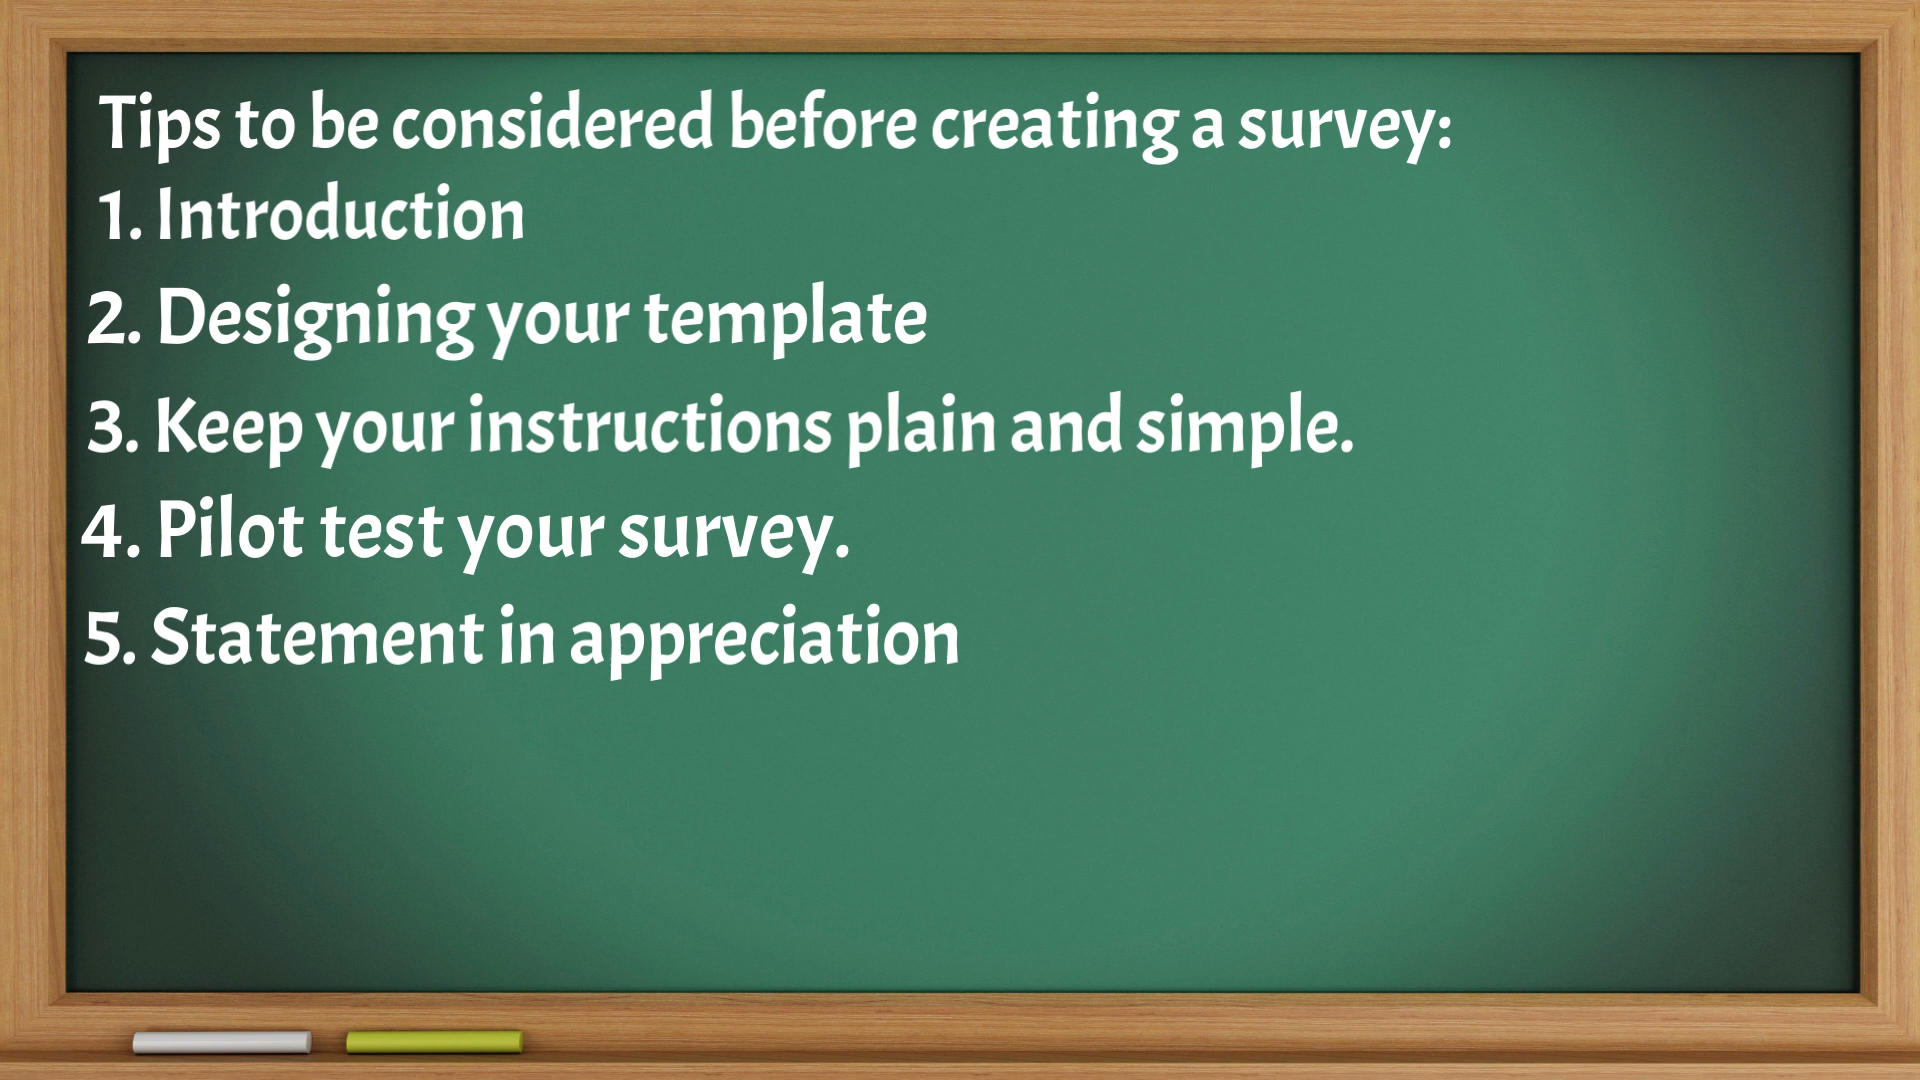 Tips to be considered before creating a survey:
1. Introduction
2. Designing your template
3. Keep your instructions plain and simple.
4. Pilot test your survey.
5. Statement in appreciation